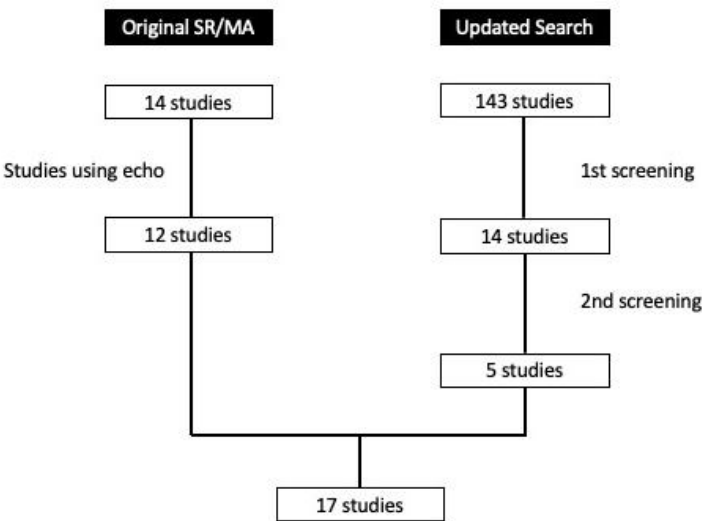 Original SR/MA
Updated Search
14 studies
143 studies
Studies using echo
1st screening
12 studies
14 studies
2nd screening
5 studies
17 studies